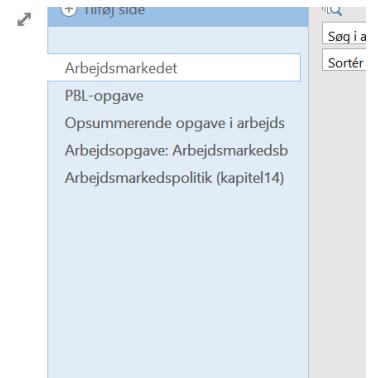 Tilføj side
Søg i a
Sortér
Arbejdsmarkedet
PBL-opgave
Opsummerende opgave i arbejds
Arbejdsopgave: Arbejdsmarkedsb
Arbejdsmarkedspolitik (kapitel14)